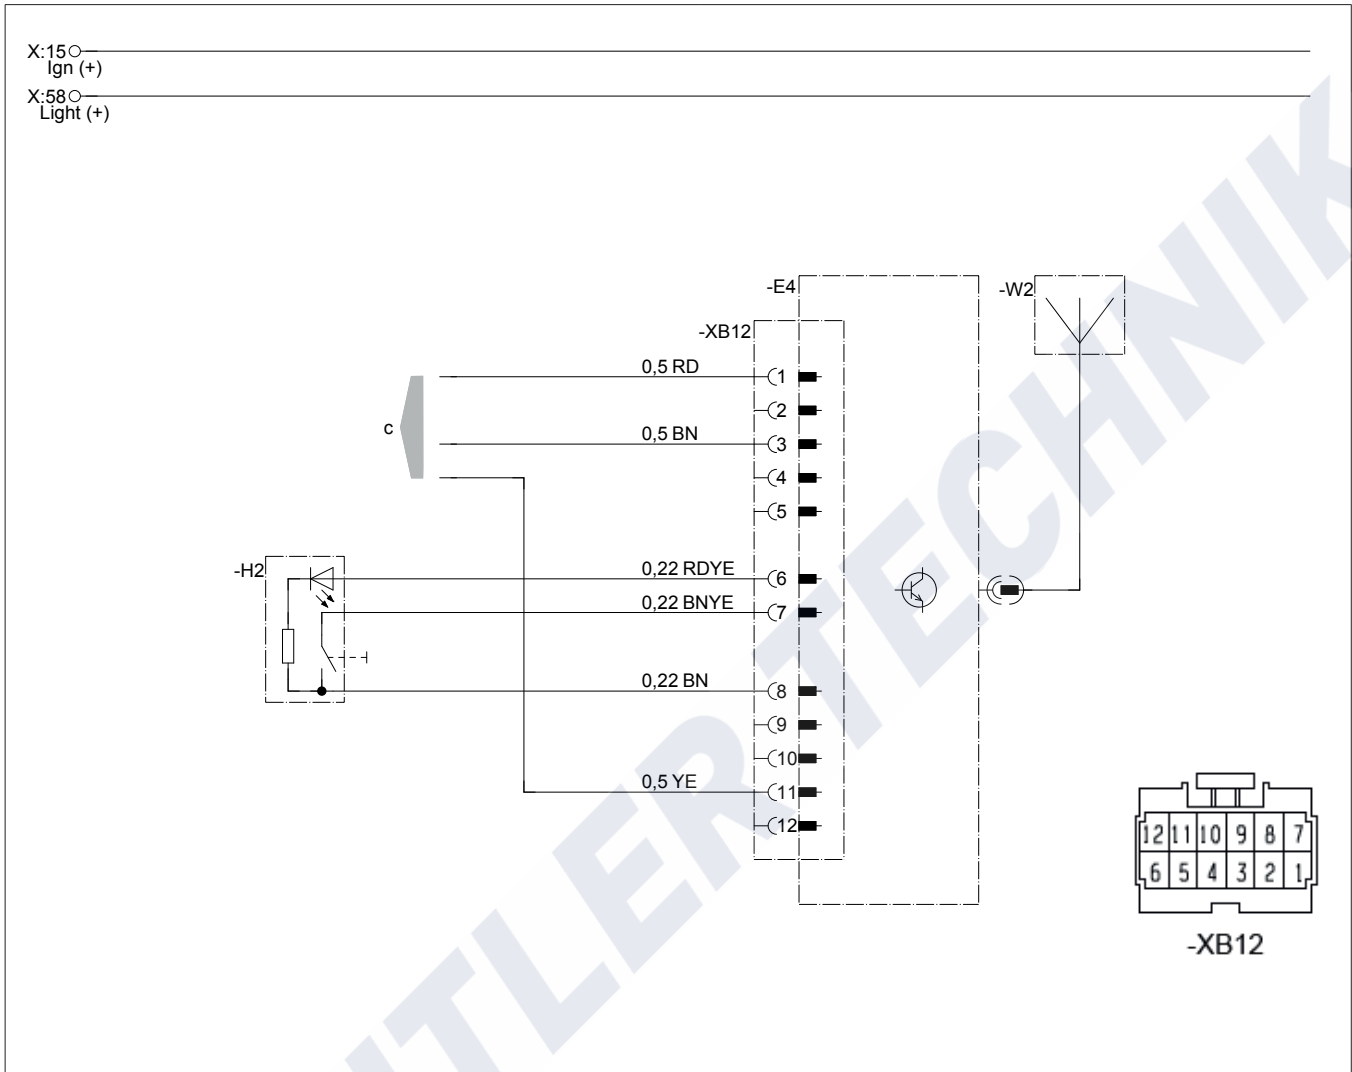 X:15
Ign (+)
X:58
Light (+)
-E4
-W2
-XB12
0,5 RD
1
2
c
0,5 BN
3
4
5
-H2
0,22 RDYE
6
0,22 BNYE
7
0,22 BN
8
9
10
0,5 YE
11
12
12 11 10 9 8 7
6 5 4 3 2 1
-XB12
TLER TECHNIK